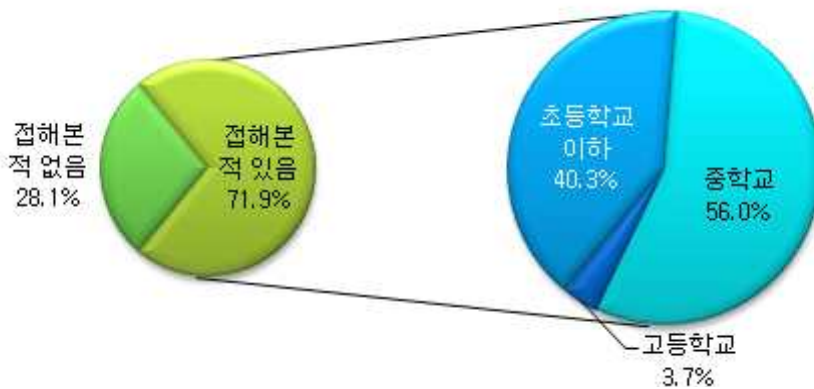 접해본
적 없음
28.1%
접해본
적 있음
71.9%
초등학교
이하
40.3%
중학교
56.0%
고등학교
3.7%